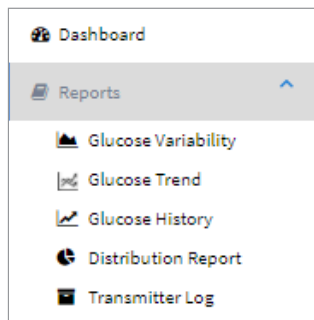 Dashboard
Reports
Glucose Variability
Glucose Trend
Glucose History
Distribution Report
Transmitter Log